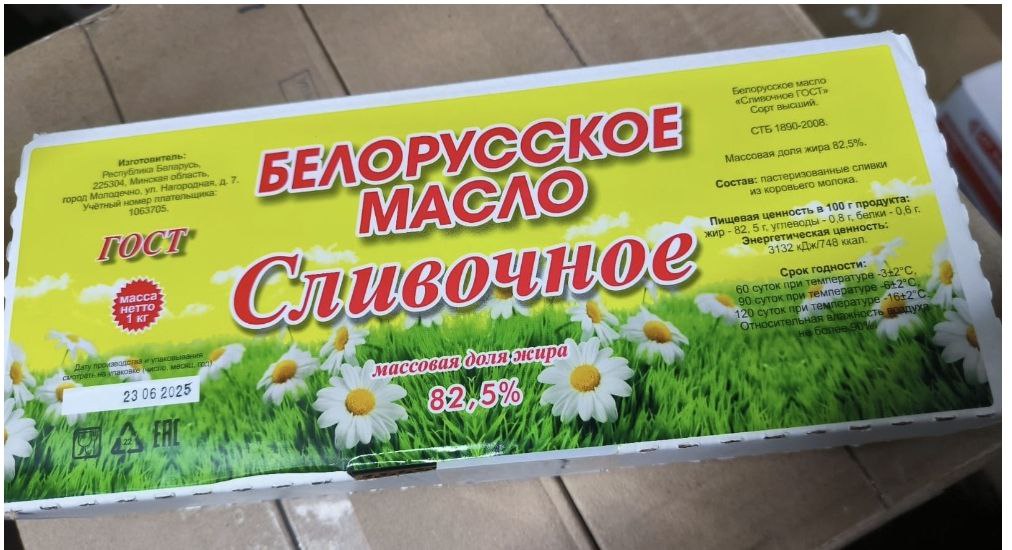 Изготовитель:
Республика Беларусь,
225304, Минская область,
город Молодечно, ул. Нагородная, д. 7.
Учётный номер плательщика:
1063705.
ГОСТ
масса
нетто
1 кг
Дату производства и упаковывания
смотреть на упаковке (число, месяц, год)
23 06 2025
22
EAC
БЕЛОРУССКОЕ
МАСЛО
Сливочное
массовая доля жира
82,5%
Белорусское масло
«Сливочное ГОСТ»
Сорт высший.
СТБ 1890-2008.
Массовая доля жира 82,5%.
Состав: пастеризованные сливки
из коровьего молока.
Пищевая ценность в 100 г продукта:
жир - 82, 5 г, углеводы - 0,8 г, белки - 0,6 г.
Энергетическая ценность:
3132 кДж/748 ккал.
Срок годности:
60 суток при температуре -3±2°С,
90 суток при температуре -6±2°С,
120 суток при температуре -16±2°С.
Относительная влажность воздуха
не более 90%